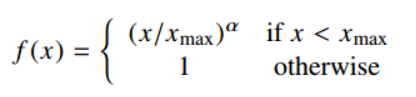 f(x) = { (x/x_max)^α if x < x_max
1 otherwise